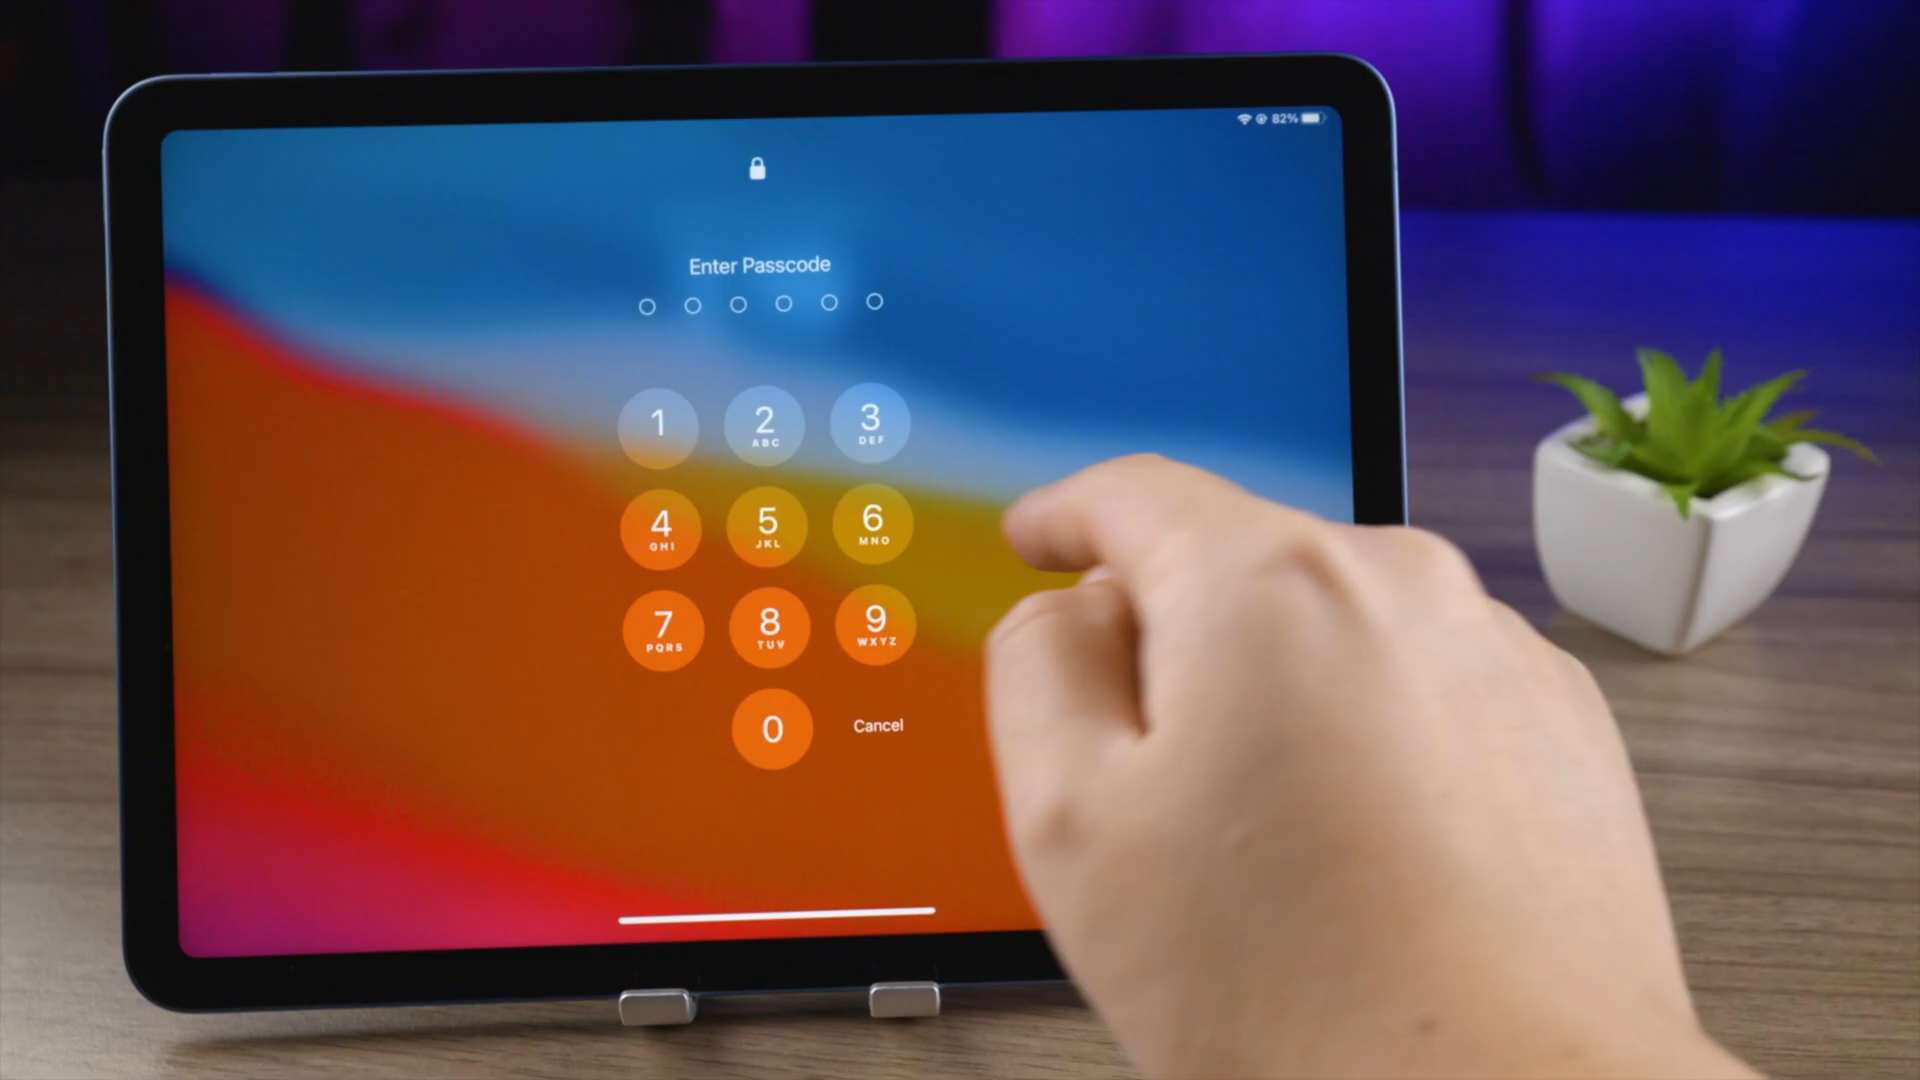 82%
Enter Passcode
1 2 3
ABC DEF
4 5 6
GHI JKL MNO
7 8 9
PQRS TUV WXYZ
0 Cancel